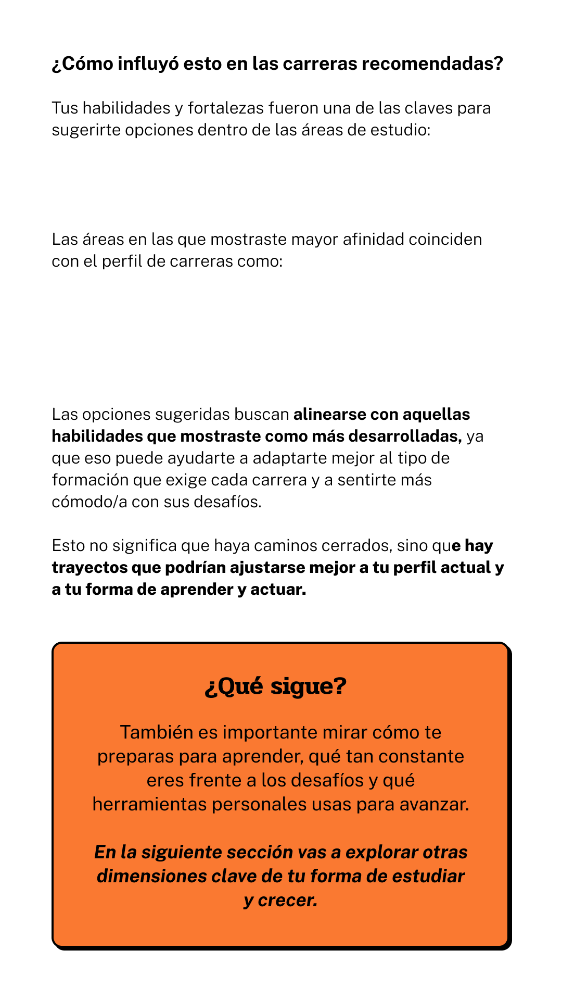 ¿Cómo influyó esto en las carreras recomendadas?
Tus habilidades y fortalezas fueron una de las claves para
sugerirte opciones dentro de las áreas de estudio:
Las áreas en las que mostraste mayor afinidad coinciden
con el perfil de carreras como:
Las opciones sugeridas buscan alinearse con aquellas
habilidades que mostraste como más desarrolladas, ya
que eso puede ayudarte a adaptarte mejor al tipo de
formación que exige cada carrera y a sentirte más
cómodo/a con sus desafíos.
Esto no significa que haya caminos cerrados, sino que hay
trayectos que podrían ajustarse mejor a tu perfil actual y
a tu forma de aprender y actuar.
¿Qué sigue?
También es importante mirar cómo te
preparas para aprender, qué tan constante
eres frente a los desafíos y qué
herramientas personales usas para avanzar.
En la siguiente sección vas a explorar otras
dimensiones clave de tu forma de estudiar
y crecer.